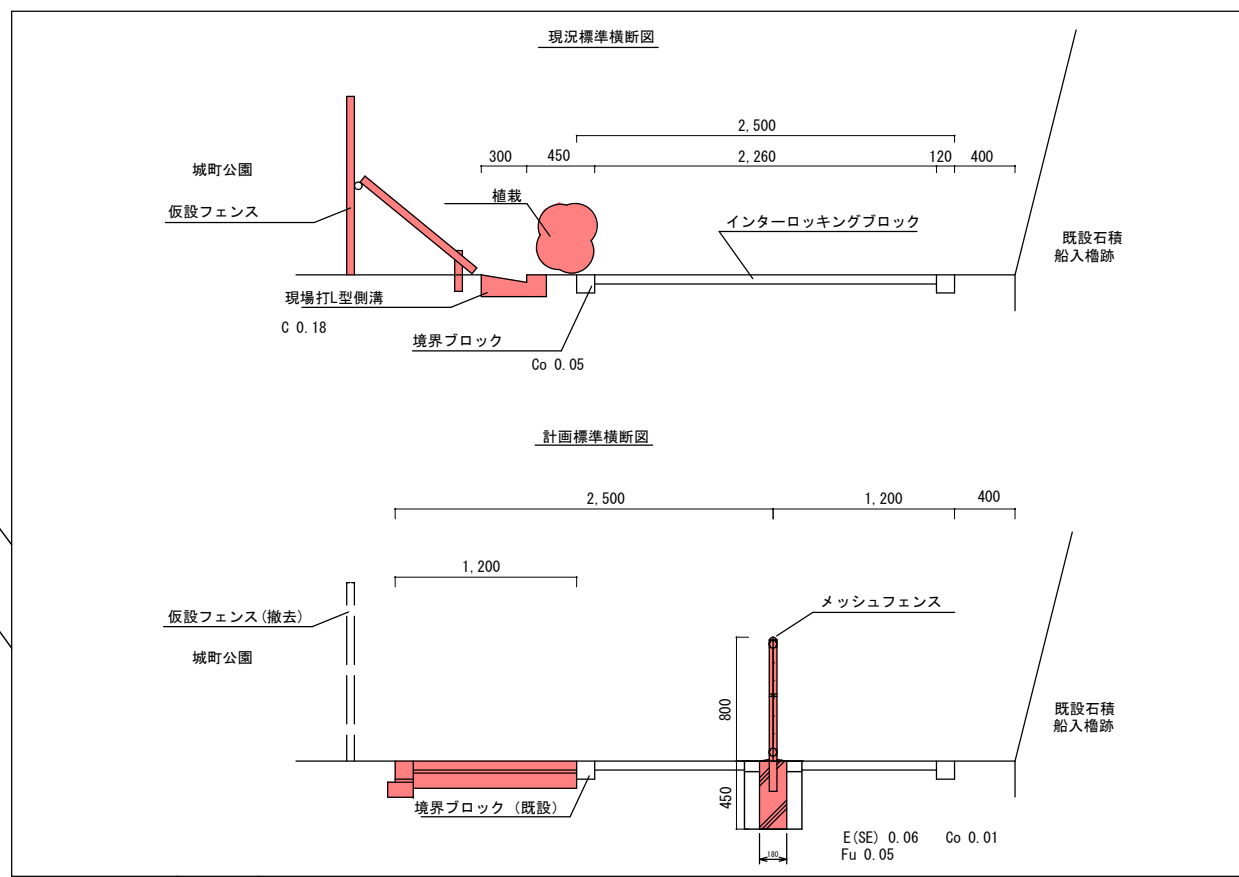 現況標準横断図
2,500
300
450
2,260
120
400
城町公園
仮設フェンス
植栽
インターロッキングブロック
既設石積
船入櫓跡
現場打L型側溝
C 0.18
境界ブロック
Co 0.05
計画標準横断図
2,500
1,200
400
1,200
仮設フェンス(撤去)
メッシュフェンス
城町公園
800
既設石積
船入櫓跡
450
境界ブロック（既設）
E(SE) 0.06 Co 0.01
Fu 0.05
180